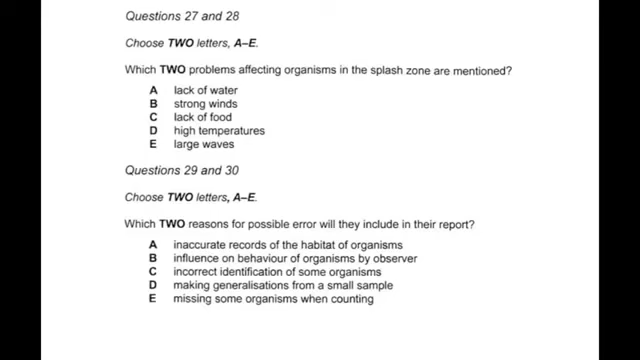 Questions 27 and 28
Choose TWO letters, A–E.
Which TWO problems affecting organisms in the splash zone are mentioned?
A lack of water
B strong winds
C lack of food
D high temperatures
E large waves
Questions 29 and 30
Choose TWO letters, A–E.
Which TWO reasons for possible error will they include in their report?
A inaccurate records of the habitat of organisms
B influence on behaviour of organisms by observer
C incorrect identification of some organisms
D making generalisations from a small sample
E missing some organisms when counting